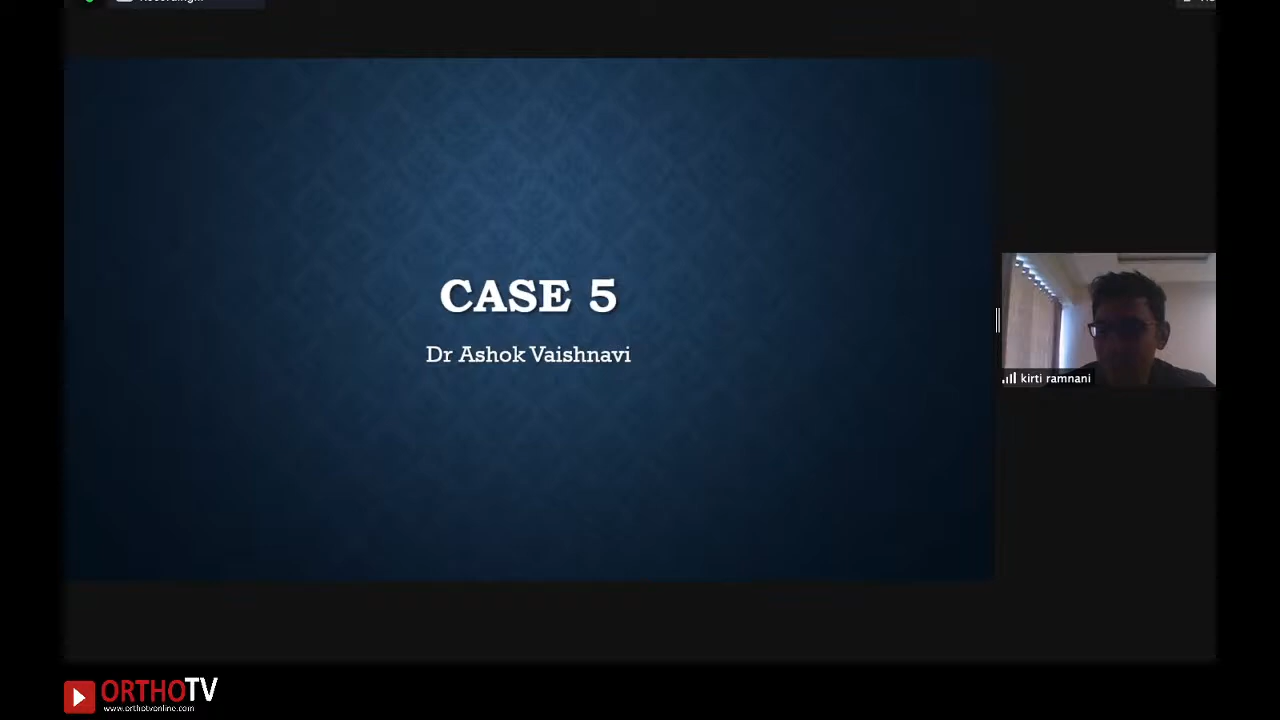 CASE 5
Dr Ashok Vaishnavi
kirti ramnani
ORTHOTV
www.orthotvonline.com